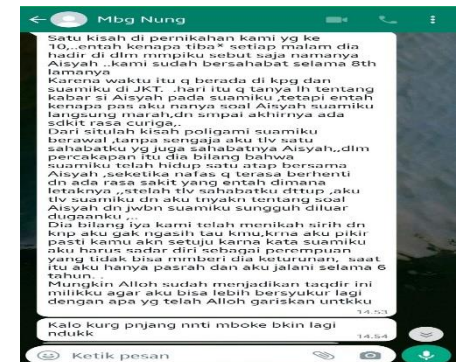 Mbg Nung
Satu kisah di pernikahan kami yg ke
10,..entah kenapa tiba* setiap malam dia
hadir di dlm mmpiku sebut saja namanya
Aisyah ..kami sudah bersahabat selama 8th
lamanya
Karena waktu itu q berada di kpg dan
suamiku di JKT. .hari itu q tanya lh tentang
kabar si Aisyah pada suamiku ,tetapi entah
kenapa pas aku nanya soal Aisyah suamiku
langsung marah,dn smpai akhirnya ada
sdkit rasa curiga,.
Dari situlah kisah poligami suamiku
berawal ,tanpa sengaja aku tlv satu
sahabatku yg juga sahabatnya Aisyah,,dlm
percakapan itu dia bilang bahwa
suamiku telah hidup satu atap bersama
Aisyah ,seketika nafas q terasa berhenti
dn ada rasa sakit yang entah dimana
letaknya ,,stelah tlv sahabatku dttup ,aku
tlv suamiku dn aku tnyakn tentang soal
Aisyah dn jwbn suamiku sungguh diluar
dugaanku ,..
Dia bilang iya kami telah menikah sirih dn
knp aku gak ngasih tau kmu,krna aku pikir
pasti kamu akn setuju karna kata suamiku
aku harus sadar diri sebagai perempuan
yang tidak bisa mmberi dia keturunan, saat
itu aku hanya pasrah dan aku jalani selama 6
tahun. .
Mungkin Alloh sudah menjadikan taqdir ini
milikku agar aku bisa lebih bersyukur lagi
dengan apa yg telah Alloh gariskan untkku
14.53
Kalo kurg pnjang nnti mboke bkin lagi
ndukk
14.54
Ketik pesan